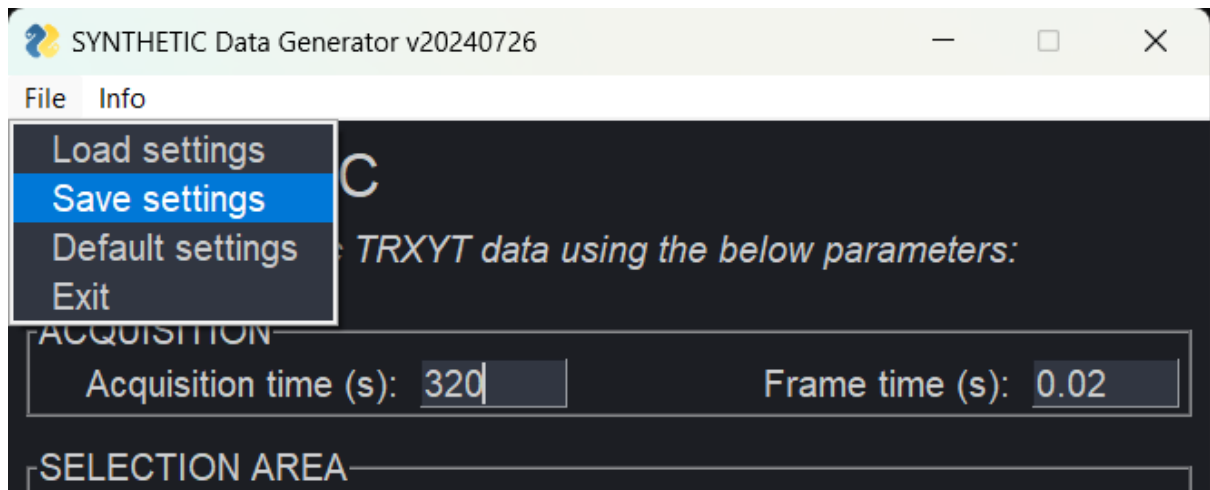 SYNTHETIC Data Generator v20240726
File Info
Load settings
Save settings
Default settings
Exit
C
TRXYT data using the below parameters:
ACQUISITION
Acquisition time (s): 320 Frame time (s): 0.02
SELECTION AREA